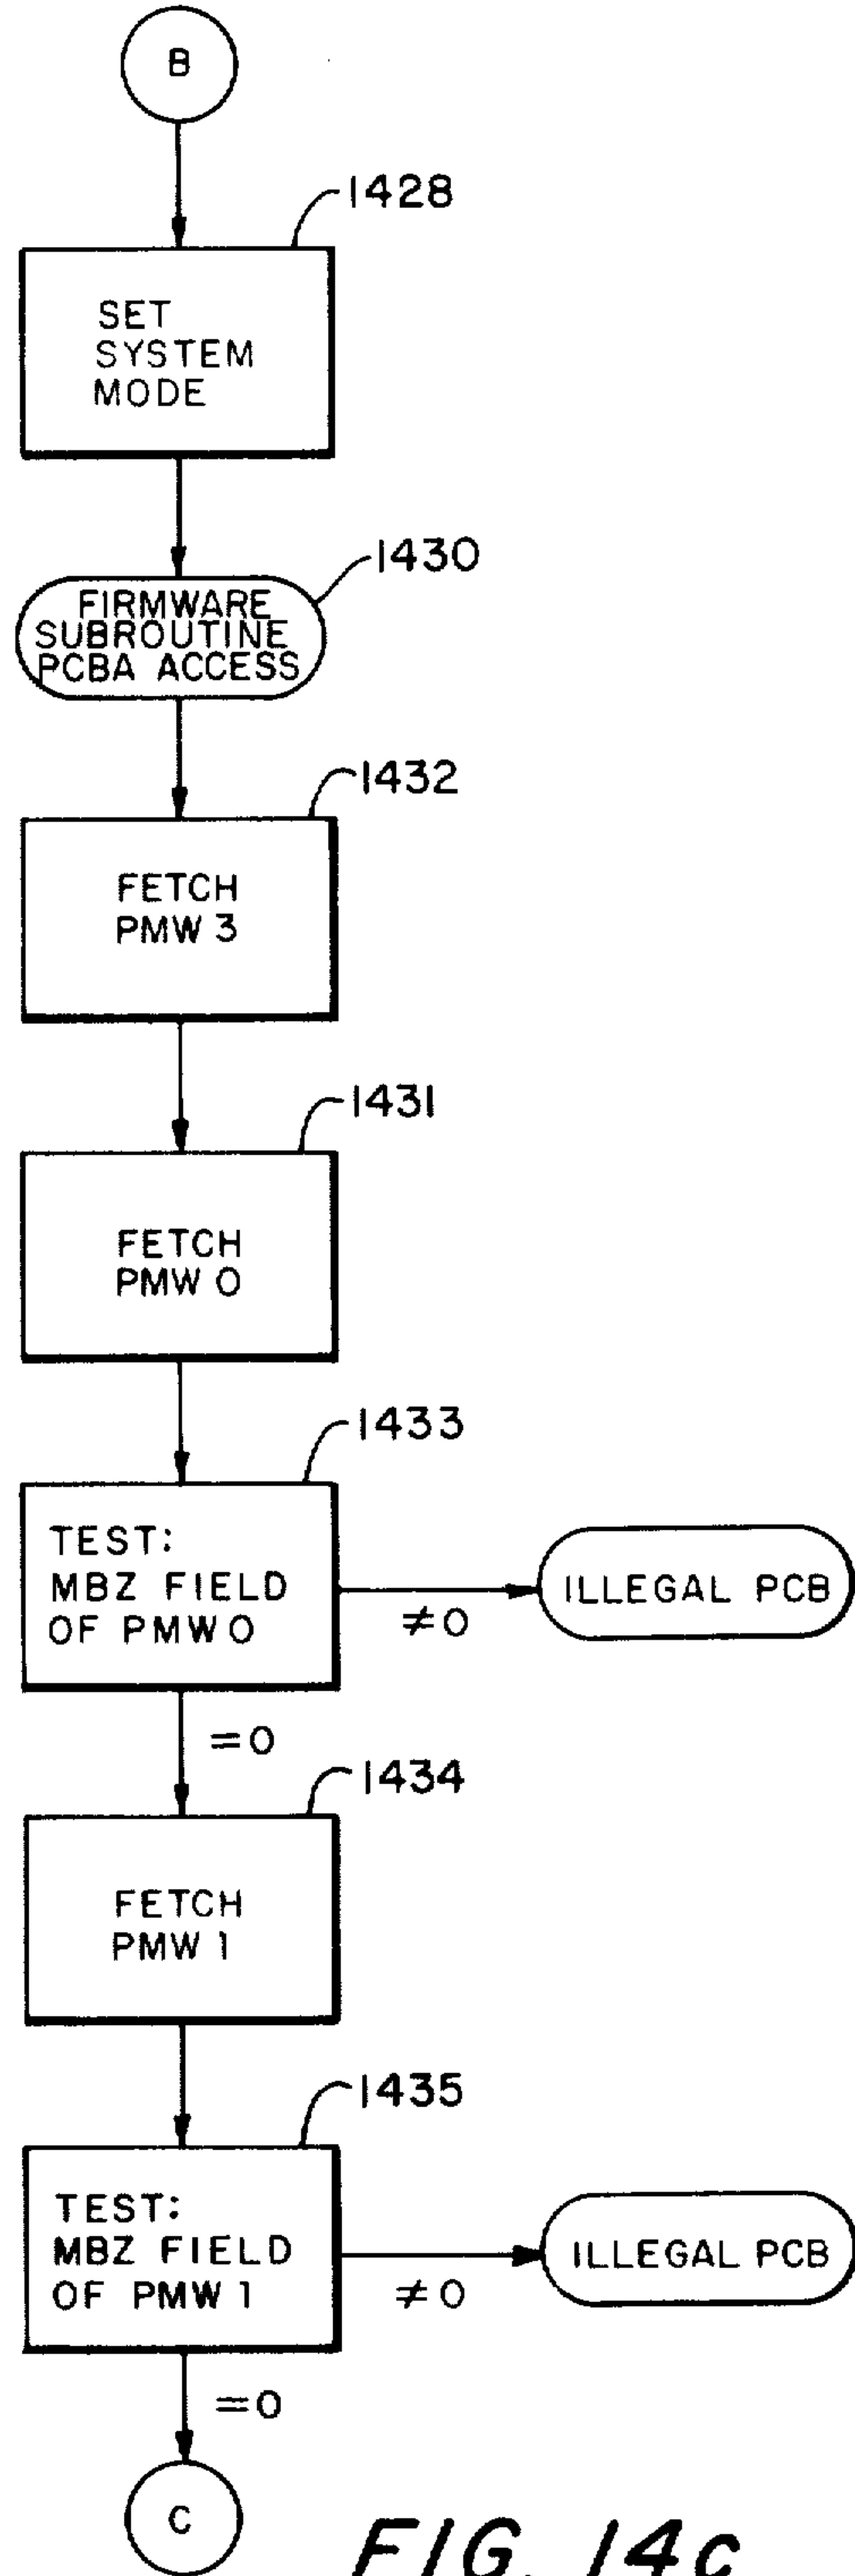 B
1428
SET
SYSTEM
MODE
1430
FIRMWARE
SUBROUTINE
PCBA ACCESS
1432
FETCH
PMW 3
1431
FETCH
PMW 0
1433
TEST:
MBZ FIELD
OF PMW 0
≠0
ILLEGAL PCB
=0
1434
FETCH
PMW 1
1435
TEST:
MBZ FIELD
OF PMW 1
≠0
ILLEGAL PCB
=0
C
FIG. 14c